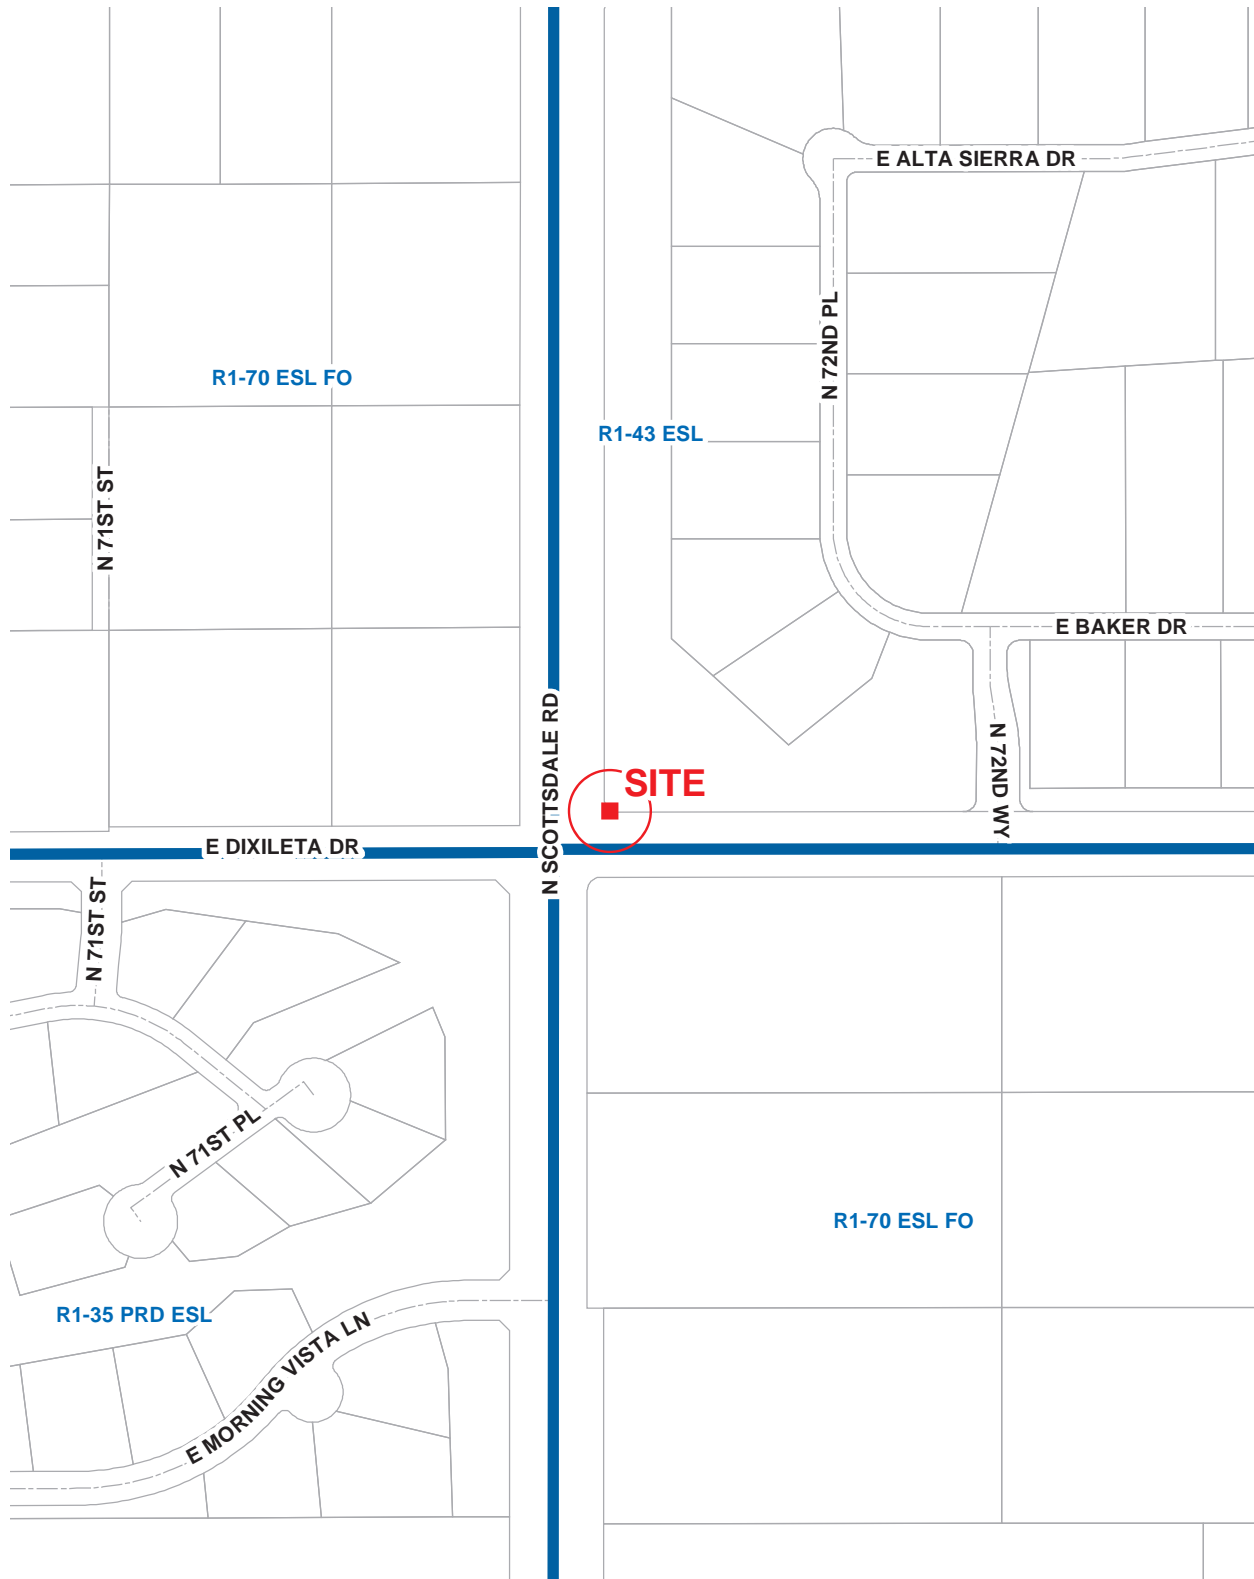 E ALTA SIERRA DR
N 72ND PL
R1-70 ESL FO
R1-43 ESL
N 71ST ST
E BAKER DR
N SCOTTSDALE RD
N 72ND WY
SITE
E DIXILETA DR
N 71ST ST
N 71ST PL
R1-70 ESL FO
R1-35 PRD ESL
E MORNING VISTA LN